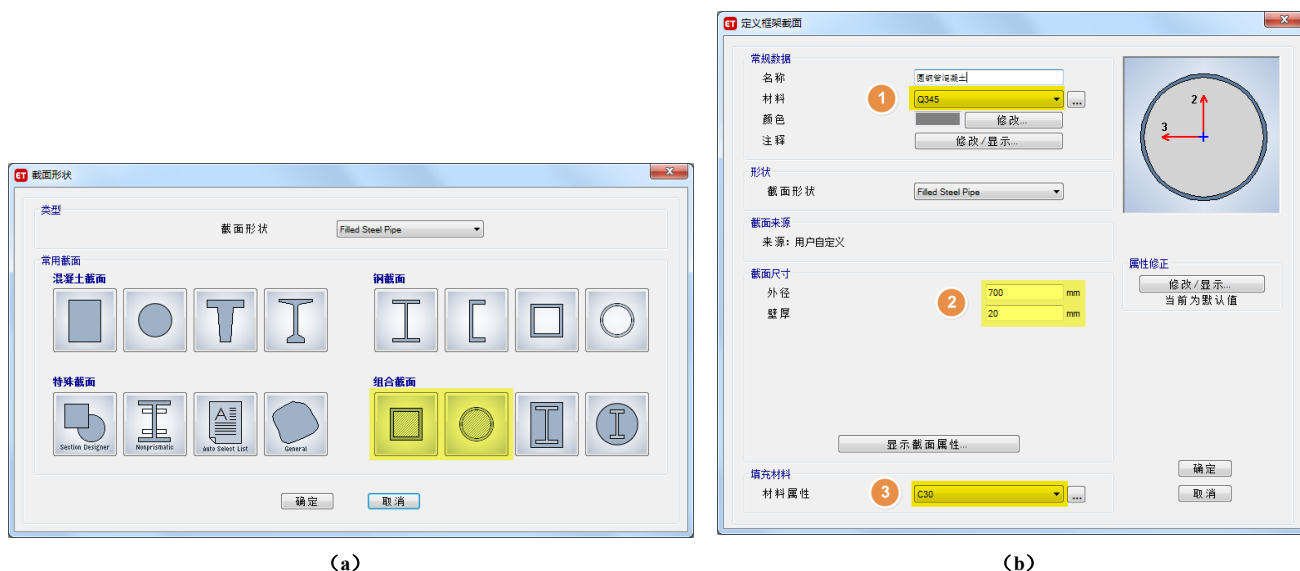 截面形状
类型
截面形状
Filled Steel Pipe
常用截面
混凝土截面
钢截面
特殊截面
组合截面
Section Designer
Nonprismatic
Auto Select List
General
确定
取消
(a)
定义框架截面
常规数据
名称
圆钢管混凝土
材料
1
Q345
...
颜色
修改...
注释
修改/显示...
形状
截面形状
Filled Steel Pipe
截面来源
来源: 用户自定义
截面尺寸
外径
2
700
mm
壁厚
20
mm
显示截面属性...
填充材料
材料属性
3
C30
...
2
3
属性修正
修改/显示...
当前为默认值
确定
取消
(b)